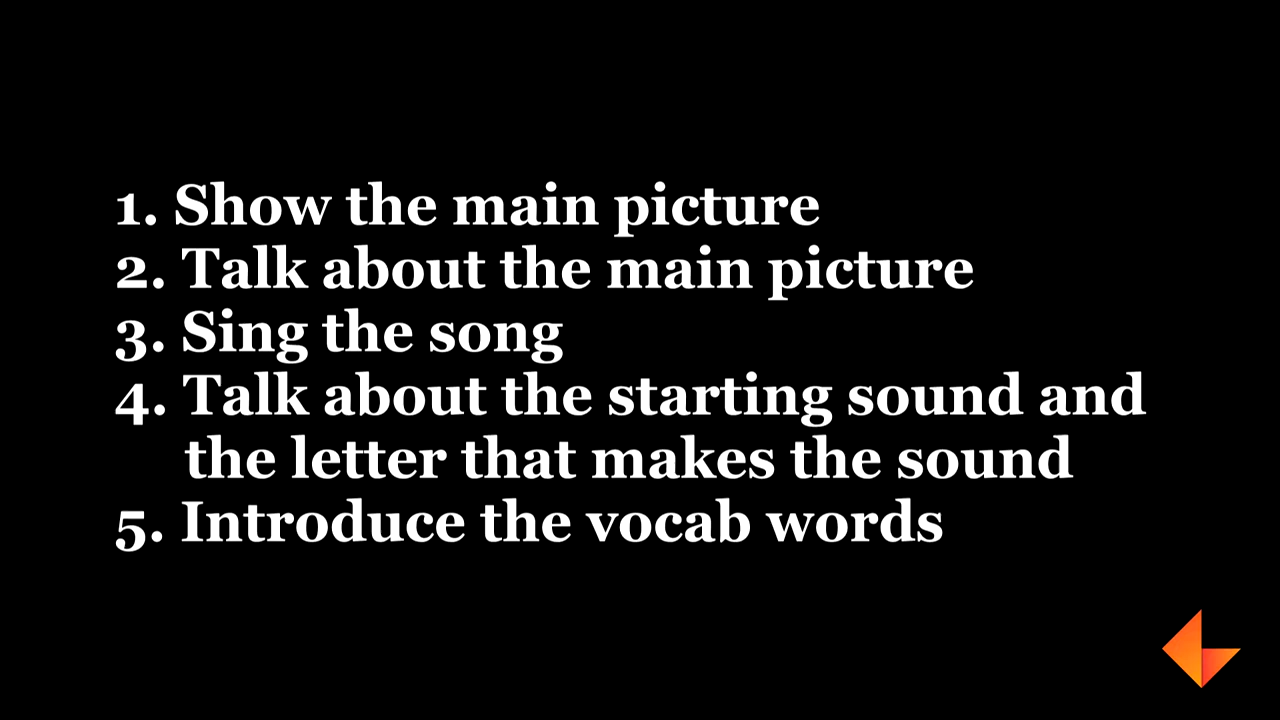 1. Show the main picture
2. Talk about the main picture
3. Sing the song
4. Talk about the starting sound and
the letter that makes the sound
5. Introduce the vocab words